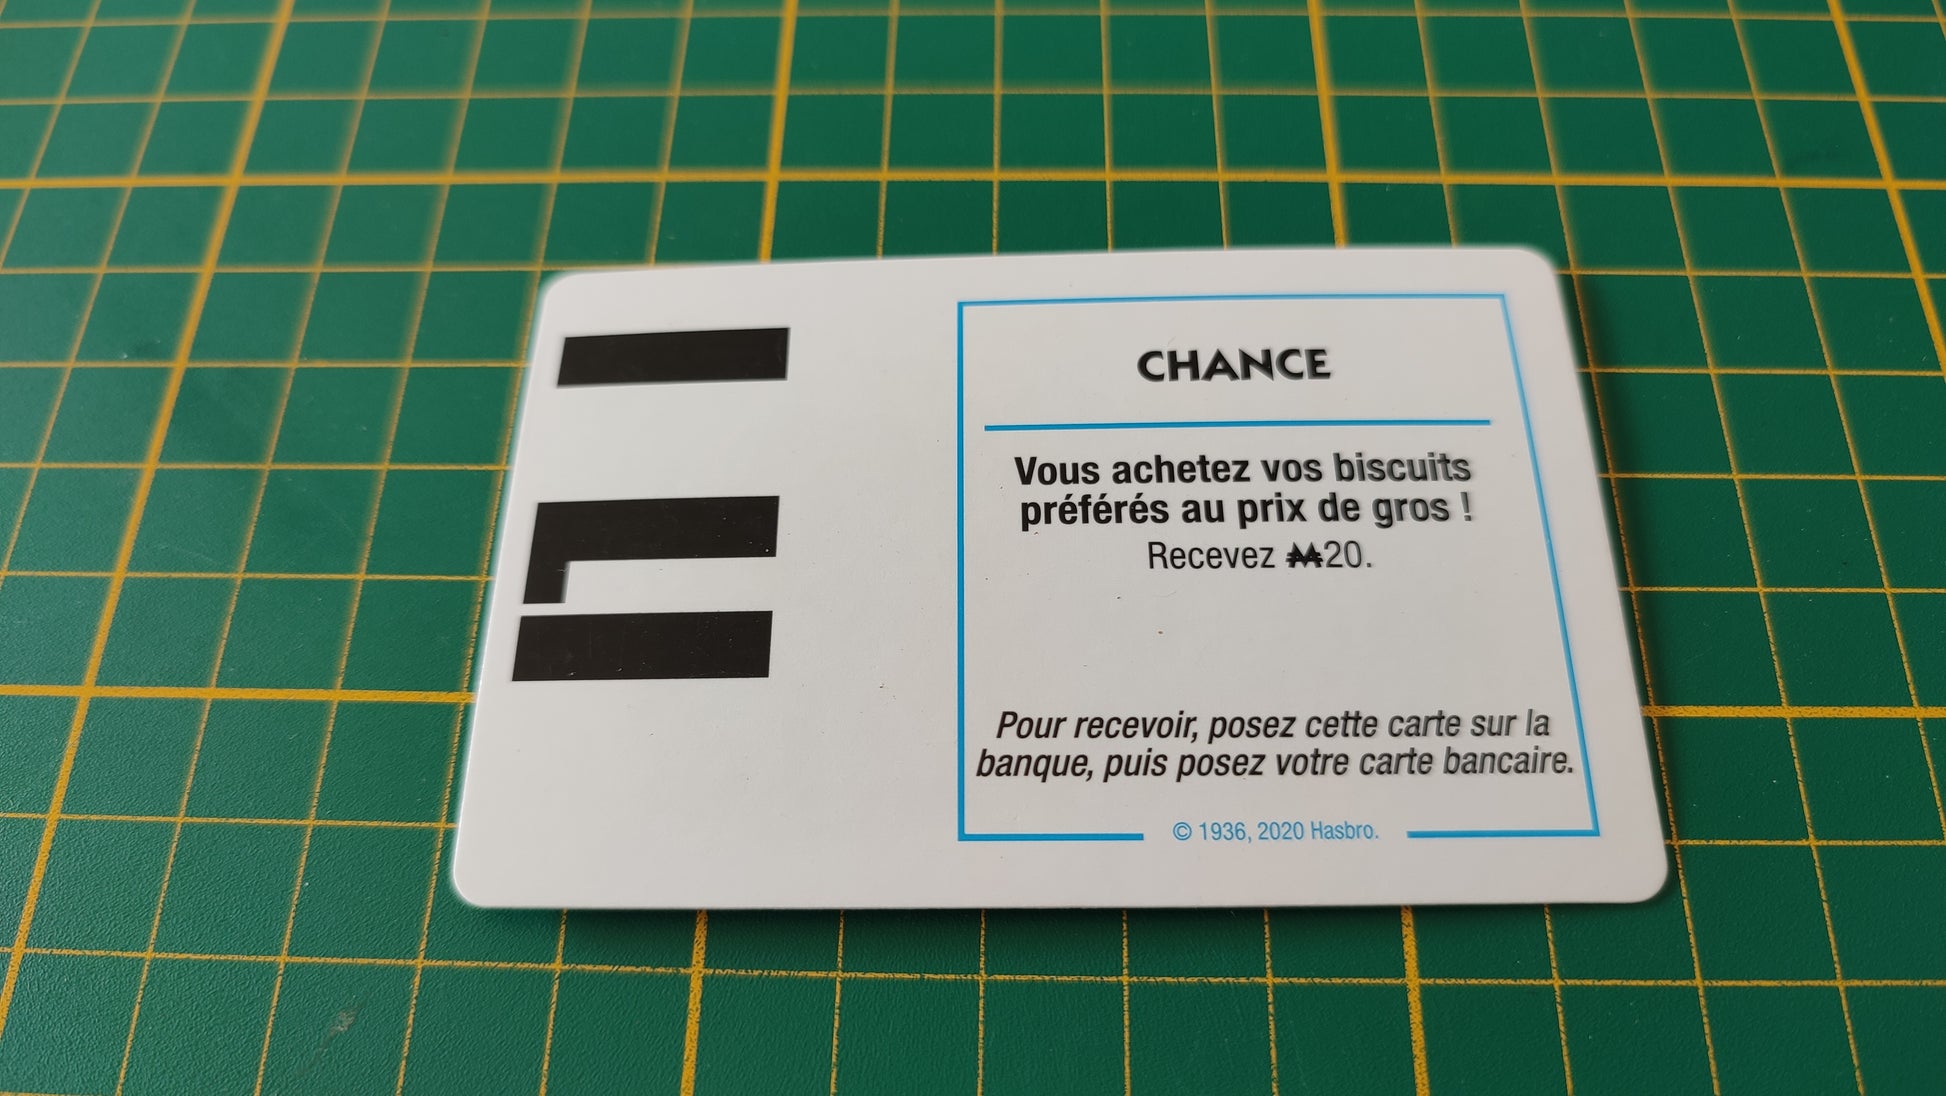 CHANCE
Vous achetez vos biscuits
préférés au prix de gros !
Recevez ₩20.
Pour recevoir, posez cette carte sur la
banque, puis posez votre carte bancaire.
© 1936, 2020 Hasbro.